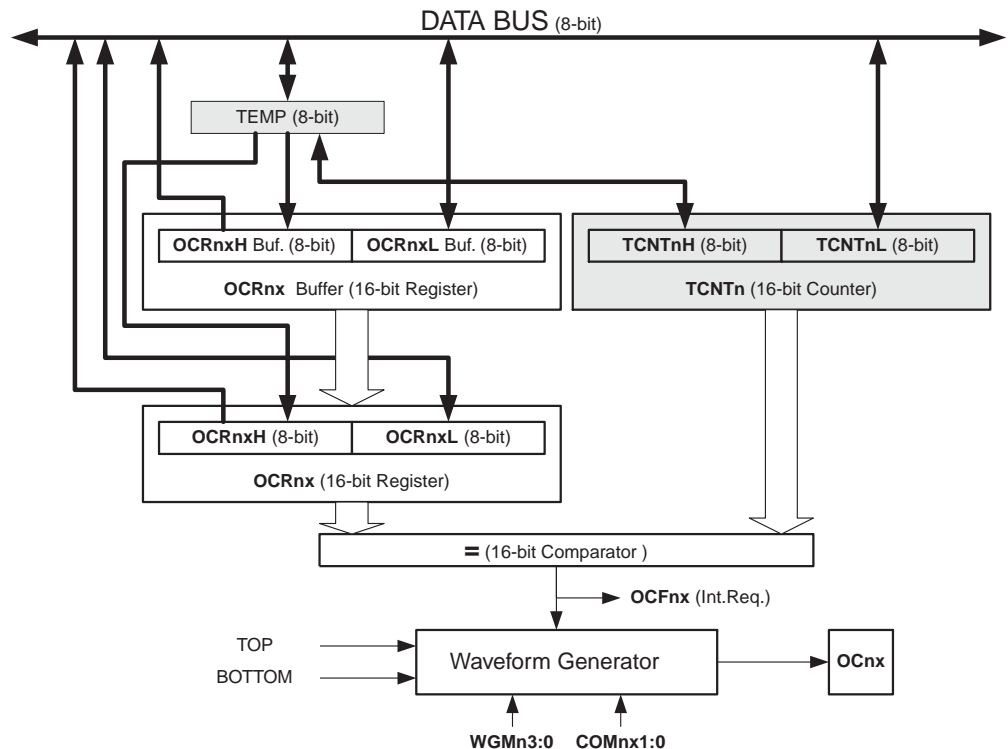 DATA BUS (8-bit)
TEMP (8-bit)
OCRnxH Buf. (8-bit)
OCRnxL Buf. (8-bit)
TCNTnH (8-bit)
TCNTnL (8-bit)
OCRnx Buffer (16-bit Register)
TCNTn (16-bit Counter)
OCRnxH (8-bit)
OCRnxL (8-bit)
OCRnx (16-bit Register)
= (16-bit Comparator )
OCFnx (Int.Req.)
TOP
BOTTOM
Waveform Generator
OCnx
WGMn3:0
COMnx1:0